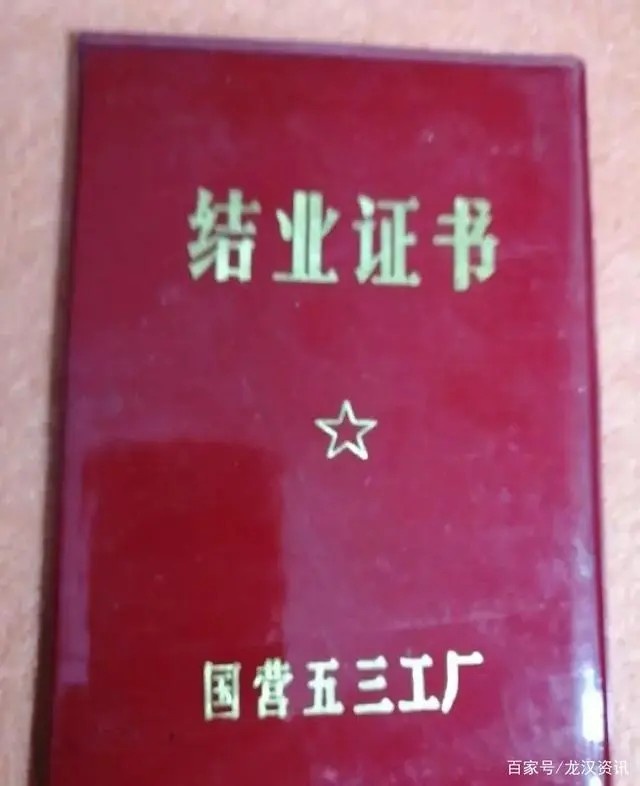 结业证书
国营五三工厂
百家号/龙汉资讯